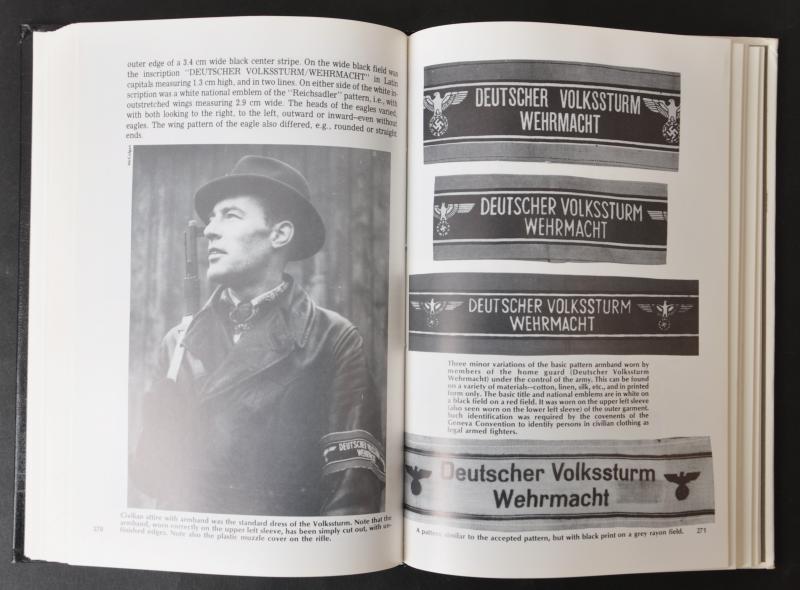 outer edge of a 3.4 cm wide black center stripe. On the wide black field was
the inscription "DEUTSCHER VOLKSSTURM/WEHRMACHT" in Latin
capitals measuring 1.3 cm high, and in two lines. On either side of the white in-
scription was a white national emblem of the "Reichsadler" pattern, i.e., with
outstretched wings measuring 2.9 cm wide. The heads of the eagles varied,
with both looking to the right, to the left, outward or inward—even without
eagles. The wing pattern of the eagle also differed, e.g., rounded or straight
ends.
DEUTSCHER
Civilian attire with armband was the standard dress of the Volkssturm. Note that the
armband, worn correctly on the upper left sleeve, has been simply cut out, with un-
finished edges. Note also the plastic muzzle cover on the rifle.
270
DEUTSCHER VOLKSSTURM
WEHRMACHT
DEUTSCHER VOLKSSTURM
WEHRMACHT
DEUTSCHER VOLKSSTURM
WEHRMACHT
Three minor variations of the basic pattern armband worn by
members of the home guard (Deutscher Volkssturm
Wehrmacht) under the control of the army. This can be found
on a variety of materials—cotton, linen, silk, etc., and in printed
form only. The basic title and national emblems are in white on
a black field on a red field. It was worn on the upper left sleeve
(also seen worn on the lower left sleeve) of the outer garment.
Such identification was required by the covenents of the
Geneva Convention to identify persons in civilian clothing as
legal armed fighters.
Deutscher Volkssturm
Wehrmacht
A pattern similar to the accepted pattern, but with black print on a grey rayon field.
271